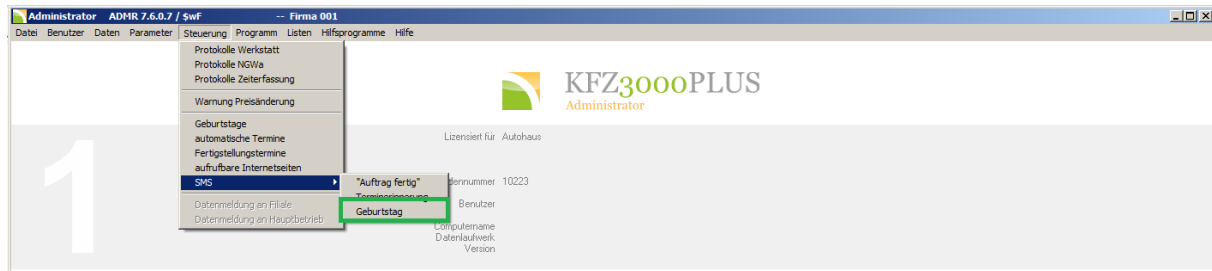 Administrator ADMR 7.6.0.7 / $wF -- Firma 001
Datei Benutzer Daten Parameter Steuerung Programm Listen Hilfsprogramme Hilfe
Protokolle Werkstatt
Protokolle NGWa
Protokolle Zeiterfassung
Warnung Preisänderung
Geburtstage
automatische Termine
Fertigstellungstermine
aufrufbare Internetseiten
SMS
Datenmeldung an Filiale
Datenmeldung an Hauptbetrieb
"Auftrag fertig"
Terminerinnerung
Geburtstag
KFZ3000PLUS
Administrator
1
Lizensiert für Autohaus
dennummer 10223
Benutzer
Computername
Datenlaufwerk
Version